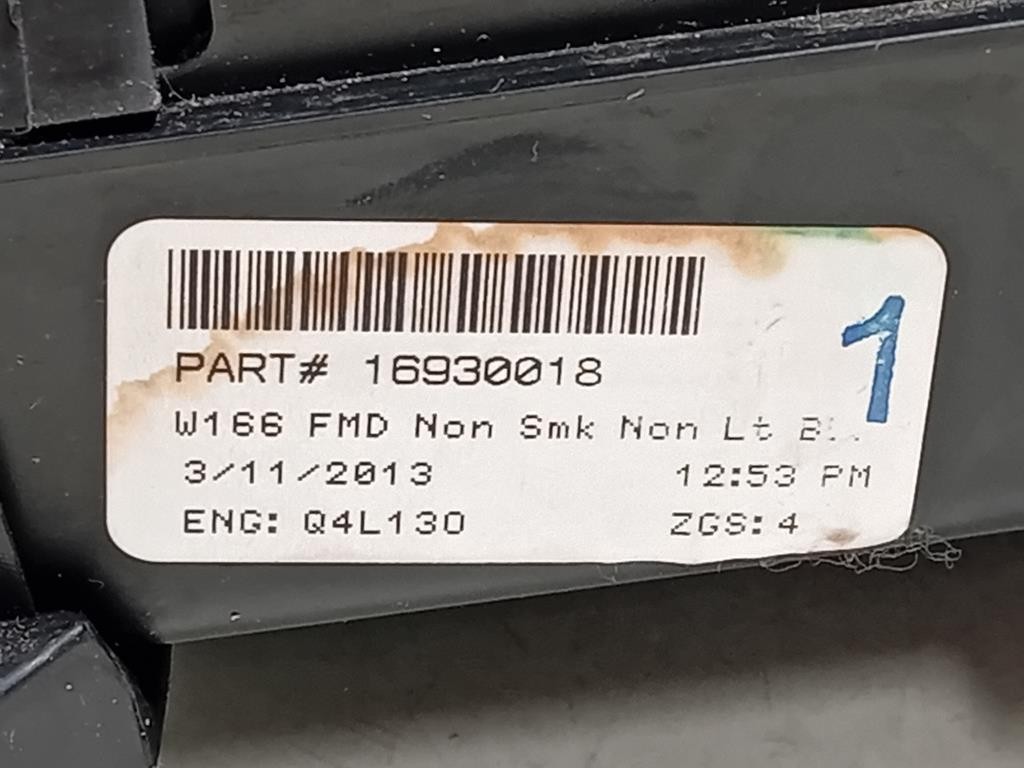 PART# 16930018
1
W166 FMD Non Smk Non Lt
3/11/2013 12:53 PM
ENG: Q4L130 ZGS: 4